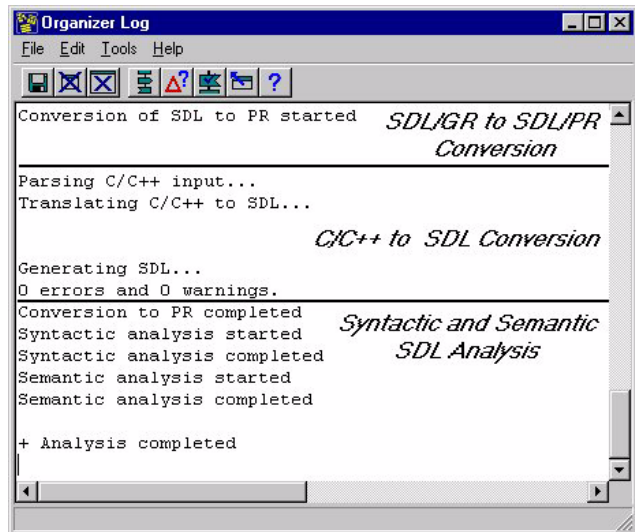 Organizer Log
File Edit Tools Help
Conversion of SDL to PR started
SDL/GR to SDL/PR
Conversion
Parsing C/C++ input...
Translating C/C++ to SDL...
C/C++ to SDL Conversion
Generating SDL...
0 errors and 0 warnings.
Conversion to PR completed
Syntactic analysis started
Syntactic and Semantic
SDL Analysis
Syntactic analysis completed
Semantic analysis started
Semantic analysis completed
+ Analysis completed